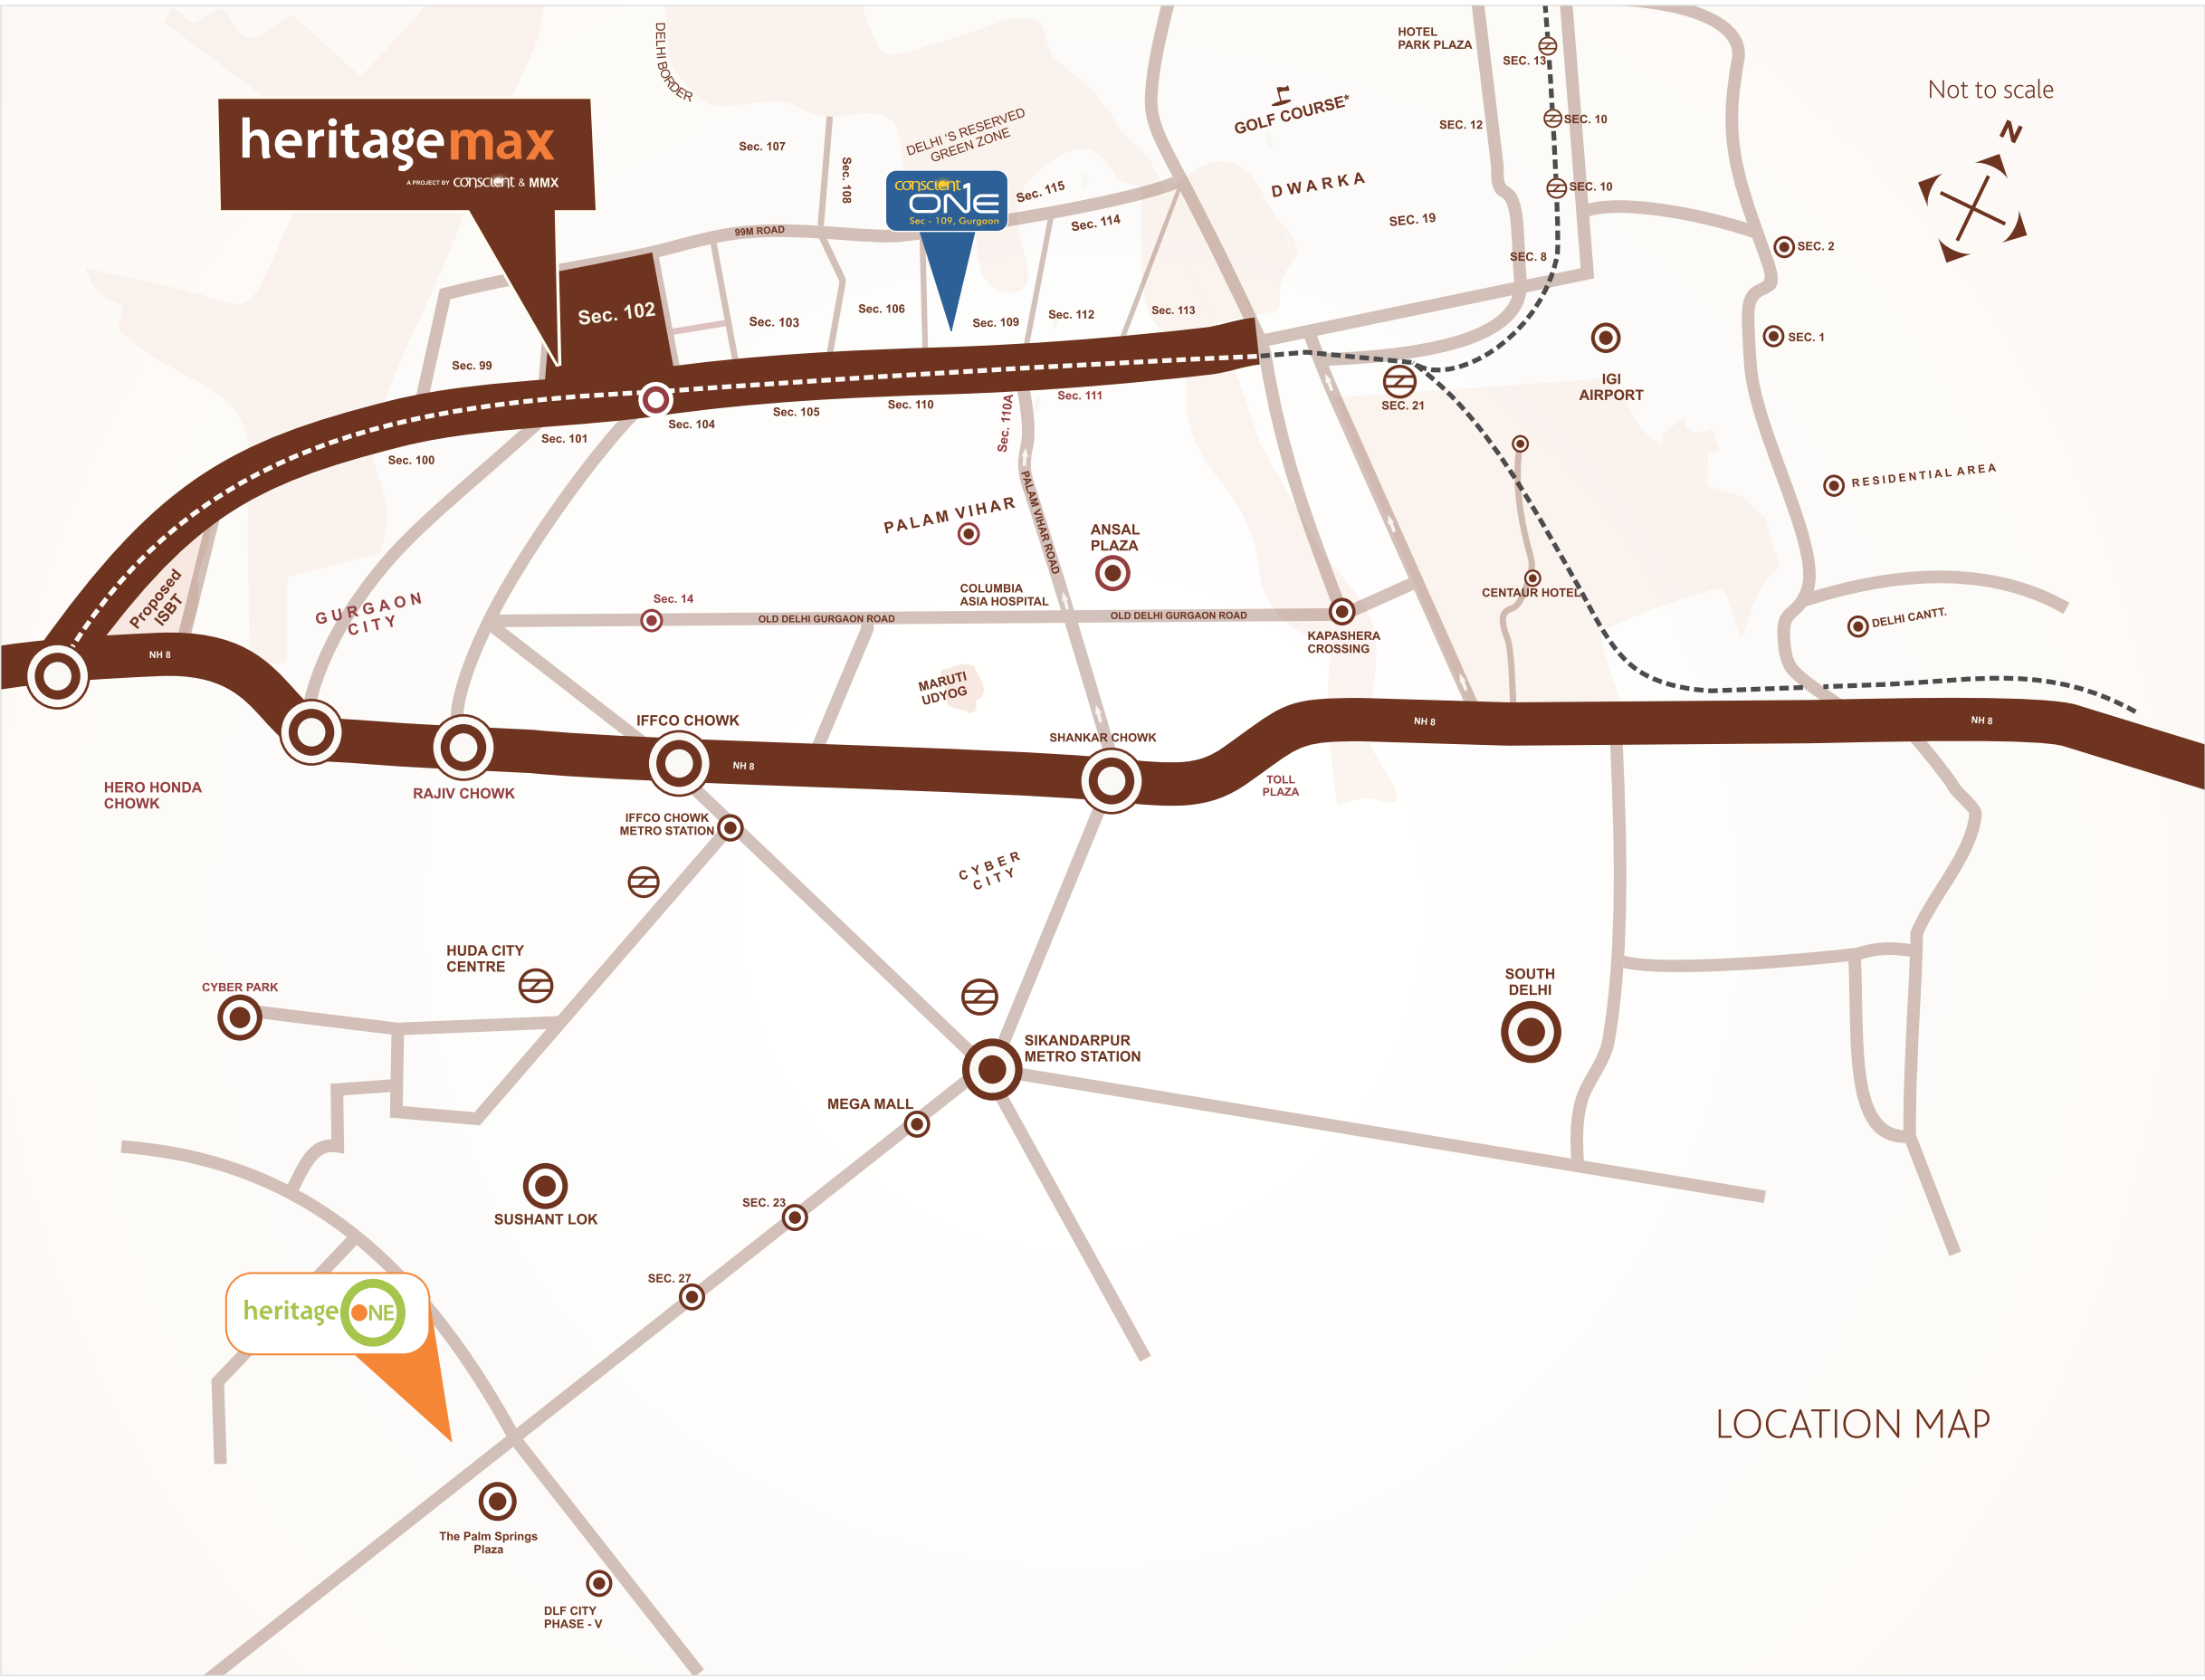 DELHI BORDER
HOTEL
PARK PLAZA
SEC. 13
Not to scale
N
heritagemax
A PROJECT BY conscient & MMX
GOLF COURSE*
SEC. 12
SEC. 10
DELHI 'S RESERVED
GREEN ZONE
Sec. 107
Sec. 108
conscient
ONE
Sec - 109, Gurgaon
Sec. 115
DWARKA
SEC. 10
Sec. 114
SEC. 19
99M ROAD
SEC. 2
SEC. 8
Sec. 102
Sec. 103
Sec. 106
Sec. 109
Sec. 112
Sec. 113
SEC. 1
Sec. 99
IGI
AIRPORT
Sec. 111
SEC. 21
Sec. 110
Sec. 105
Sec. 110A
Sec. 104
Sec. 101
Sec. 100
RESIDENTIAL AREA
PALAM VIHAR
PALAM VIHAR ROAD
ANSAL
PLAZA
Proposed
ISBT
GURGAON
CITY
Sec. 14
COLUMBIA
ASIA HOSPITAL
CENTAUR HOTEL
OLD DELHI GURGAON ROAD
OLD DELHI GURGAON ROAD
DELHI CANTT.
KAPASHERA
CROSSING
NH 8
MARUTI
UDYOG
IFFCO CHOWK
SHANKAR CHOWK
NH 8
NH 8
NH 8
HERO HONDA
CHOWK
RAJIV CHOWK
TOLL
PLAZA
IFFCO CHOWK
METRO STATION
CYBER
CITY
HUDA CITY
CENTRE
CYBER PARK
SOUTH
DELHI
SIKANDARPUR
METRO STATION
MEGA MALL
SEC. 23
SUSHANT LOK
SEC. 27
heritage ONE
LOCATION MAP
The Palm Springs
Plaza
DLF CITY
PHASE - V